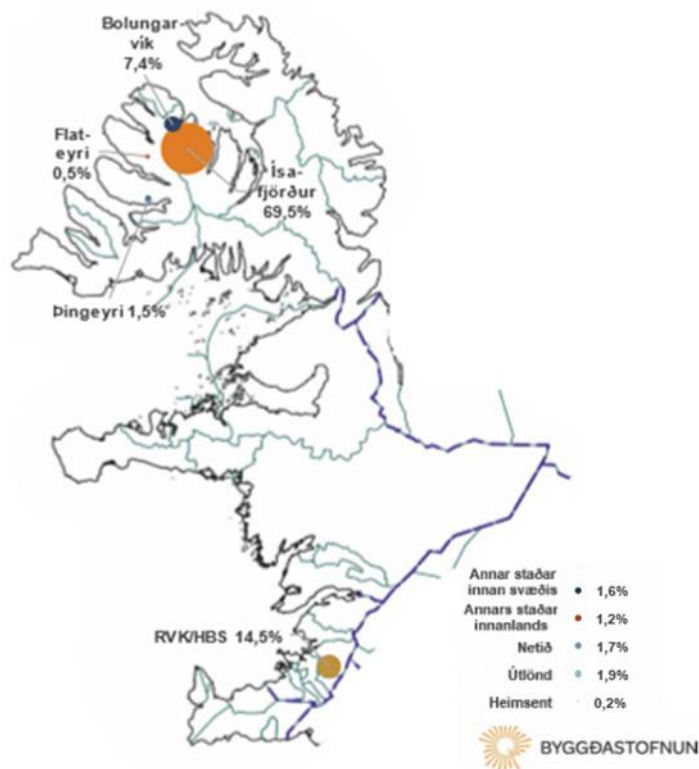 Bolungar-
vík
7,4%
Flat-
eyri
0,5%
Ísa-
fjörður
69,5%
Þingeyri 1,5%
RVK/HBS 14,5%
Annar staðar
innan svæðis
1,6%
Annars staðar
innanlands
1,2%
Netið 1,7%
Útlönd 1,9%
Heimsent 0,2%
BYGGÐASTOFNUN